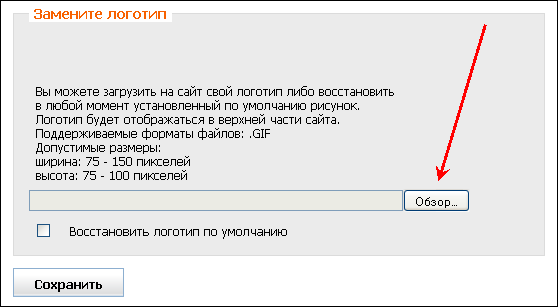 Замените логотип
Вы можете загрузить на сайт свой логотип либо восстановить
в любой момент установленный по умолчанию рисунок.
Логотип будет отображаться в верхней части сайта.
Поддерживаемые форматы файлов: .GIF
Допустимые размеры:
ширина: 75 - 150 пикселей
высота: 75 - 100 пикселей
Обзор...
Восстановить логотип по умолчанию
Сохранить